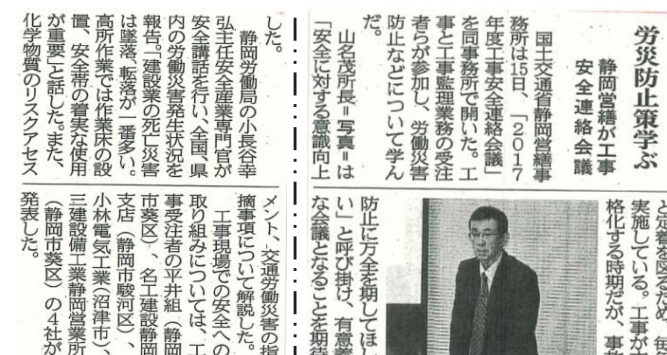 労災防止策学ぶ
静岡営繕が工事
安全連絡会議
国土交通省静岡営繕事
務所は15日、「2017
年度工事安全連絡会議」
を同事務所で開いた。工
事と工事監理業務の受注
者らが参加し、労働災害
防止などについて学ん
だ。
山名茂所長＝写真＝は
「安全に対する意識向上
と定着を図るため、毎
実施している。工事が本
格化する時期だが、事故
防止に万全を期してほし
い」と呼び掛け、有意義
な会議となることを期待
した。
静岡労働局の小長谷幸
弘主任安全産業専門官が
安全講話を行い、全国、県
内の労働災害発生状況を
報告。「建設業の死亡災害
は墜落、転落が一番多い。
高所作業では作業床の設
置、安全帯の着実な使用
が重要」と話した。また、
化学物質のリスクアセス
メント、交通労働災害の指
摘事項について解説した。
工事現場での安全への
取り組みについては、工
事受注者の平井組（静岡
市葵区）、名工建設静岡
支店（静岡市駿河区）、
小林電気工業（沼津市）、
三建設備工業静岡営業所
（静岡市葵区）の4社が
発表した。